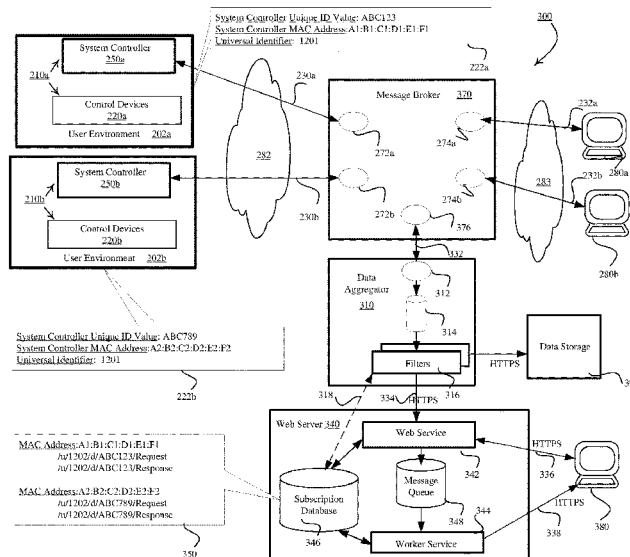 System Controller Unique ID Value: ABC123
System Controller MAC Address:A1:B1:C1:D1:E1:F1
Universal Identifier: 1201
222a
300
System Controller
250a
210a
Control Devices
220a
User Environment 202a
230a
Message Broker 370
272a
274a
232a
280a
282
283
System Controller
250b
210b
Control Devices
220b
User Environment 202b
230b
272b
274b
232b
280b
376
332
Data
Aggregator
310
312
314
Filters
316
HTTPS
Data Storage
System Controller Unique ID Value: ABC789
System Controller MAC Address:A2:B2:C2:D2:E2:F2
Universal Identifier: 1201
222b
318
334
HTTPS
Web Server 340
Web Service
342
HTTPS
336
380
MAC Address:A1:B1:C1:D1:E1:F1
/u/1202/d/ABC123/Request
/u/1202/d/ABC123/Response
MAC Address:A2:B2:C2:D2:E2:F2
/u/1202/d/ABC789/Request
/u/1202/d/ABC789/Response
350
Subscription
Database
346
Message
Queue
348
344
Worker Service
HTTPS
338